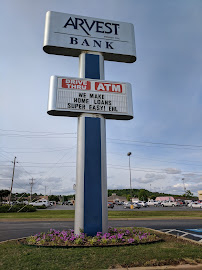 ARVEST
BANK
DRIVE THRU ATM
WE MAKE
HOME LOANS
SUPER EASY! EHL